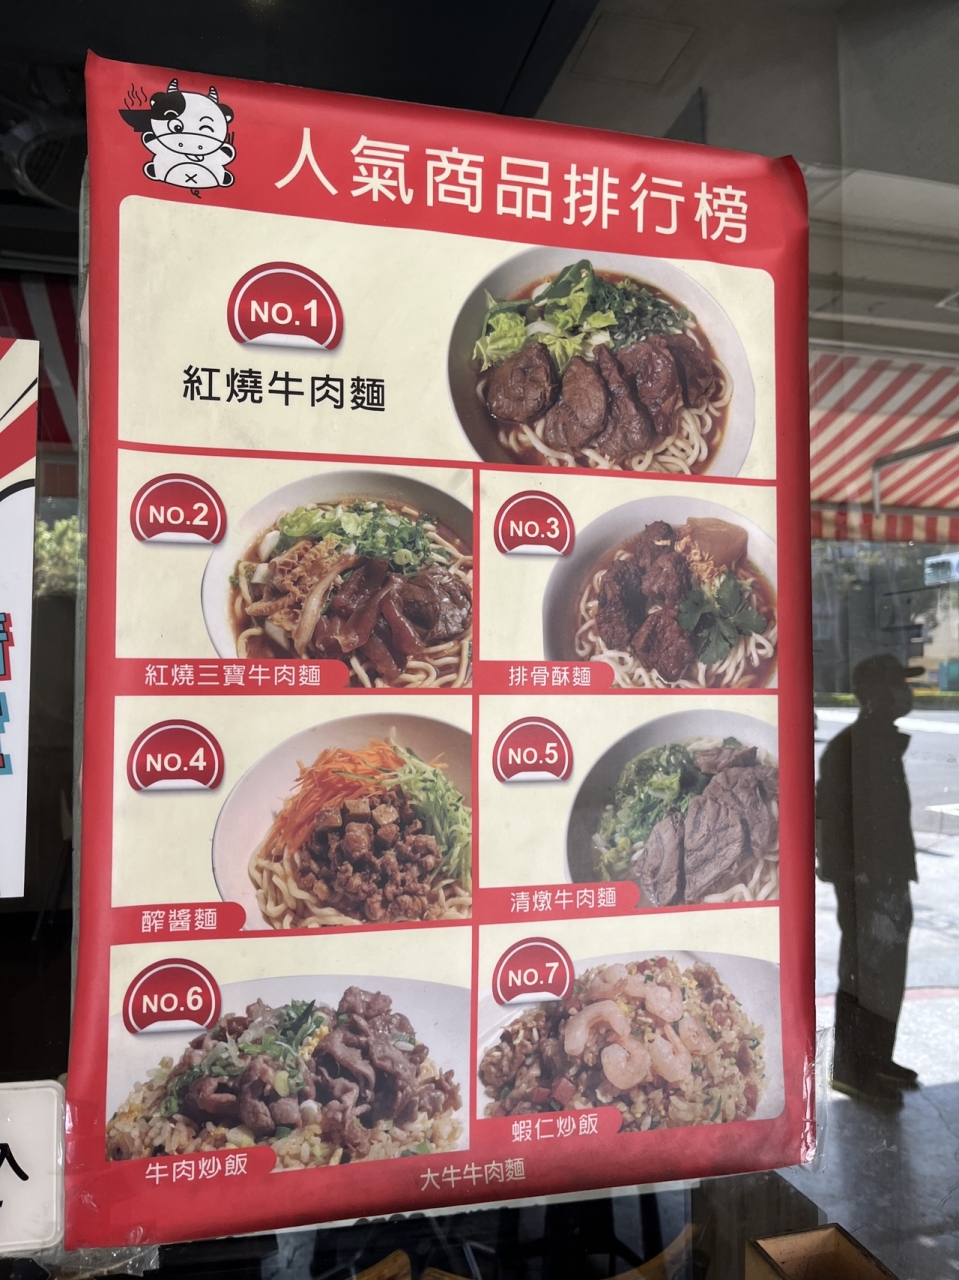 人氣商品排行榜
NO.1
紅燒牛肉麵
NO.2
紅燒三寶牛肉麵
NO.3
排骨酥麵
NO.4
醡醬麵
NO.5
清燉牛肉麵
NO.6
牛肉炒飯
NO.7
蝦仁炒飯
大牛牛肉麵